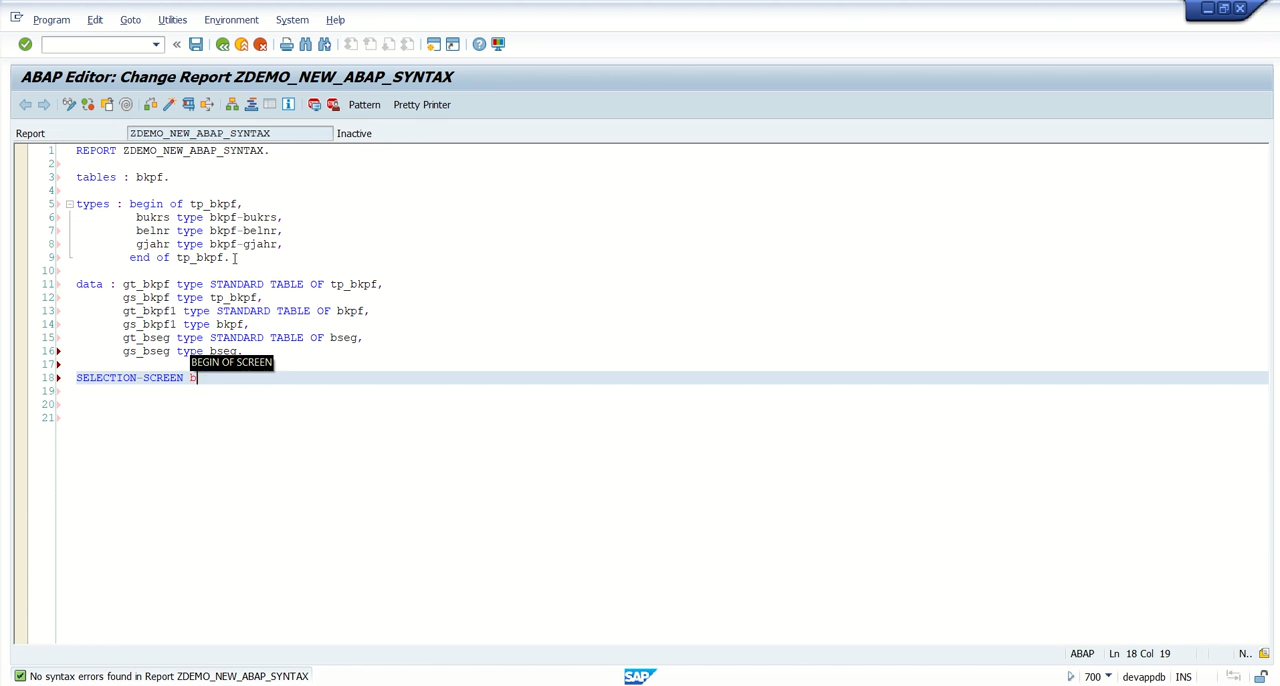 Program Edit Goto Utilities Environment System Help
ABAP Editor: Change Report ZDEMO_NEW_ABAP_SYNTAX
Pattern Pretty Printer
Report ZDEMO_NEW_ABAP_SYNTAX Inactive
1 REPORT ZDEMO_NEW_ABAP_SYNTAX.
2
3 tables : bkpf.
4
5 types : begin of tp_bkpf,
6 bukrs type bkpf-bukrs,
7 belnr type bkpf-belnr,
8 gjahr type bkpf-gjahr,
9 end of tp_bkpf.
10
11 data : gt_bkpf type STANDARD TABLE OF tp_bkpf,
12 gs_bkpf type tp_bkpf,
13 gt_bkpf1 type STANDARD TABLE OF bkpf,
14 gs_bkpf1 type bkpf,
15 gt_bseg type STANDARD TABLE OF bseg,
16 gs_bseg type bseg.
BEGIN OF SCREEN
17
18 SELECTION-SCREEN b
19
20
21
ABAP Ln 18 Col 19 N..
No syntax errors found in Report ZDEMO_NEW_ABAP_SYNTAX SAP 700 devappdb INS